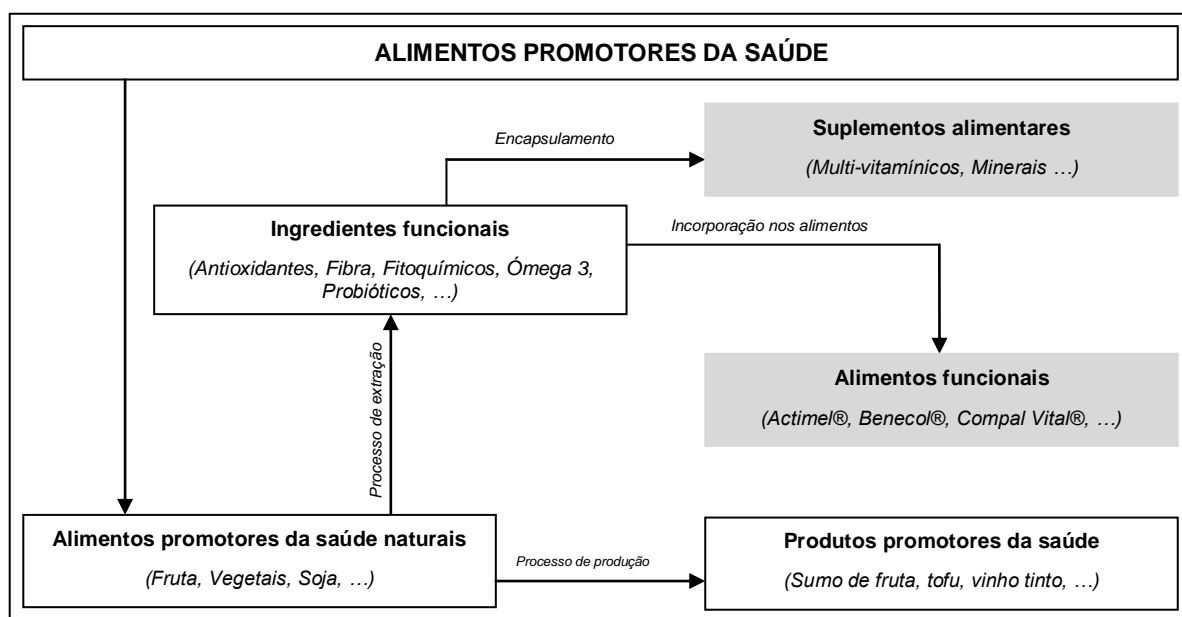 ALIMENTOS PROMOTORES DA SAÚDE
Encapsulamento
Suplementos alimentares
(Multi-vitamínicos, Minerais …)
Ingredientes funcionais
(Antioxidantes, Fibra, Fitoquímicos, Ómega 3,
Probióticos, …)
Incorporação nos alimentos
Processo de extração
Alimentos funcionais
(Actimel®, Benecol®, Compal Vital®, …)
Alimentos promotores da saúde naturais
(Fruta, Vegetais, Soja, …)
Processo de produção
Produtos promotores da saúde
(Sumo de fruta, tofu, vinho tinto, …)